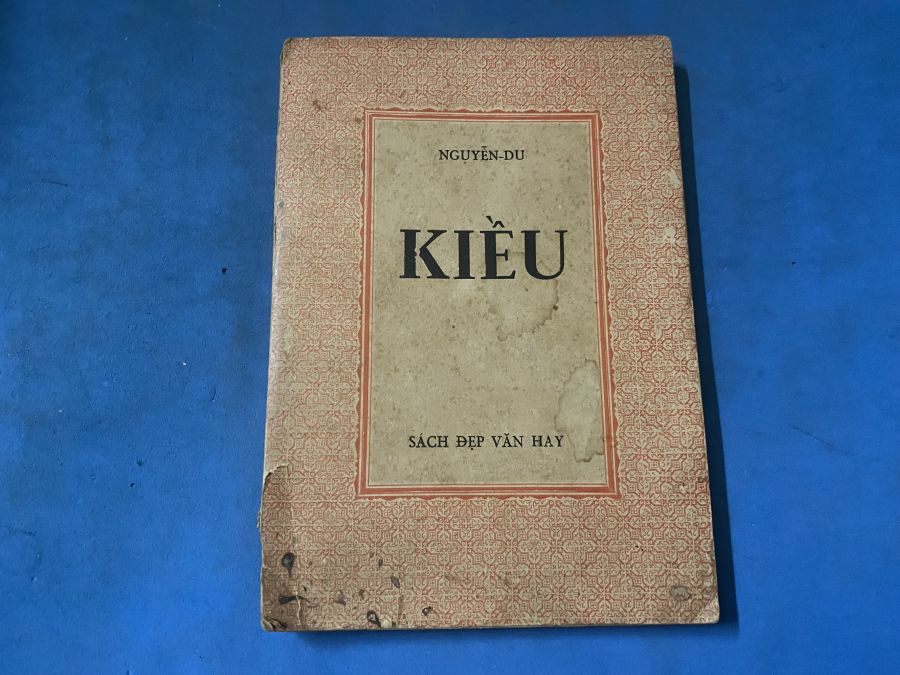 NGUYỄN-DU
KIỀU
SÁCH ĐẸP VĂN HAY